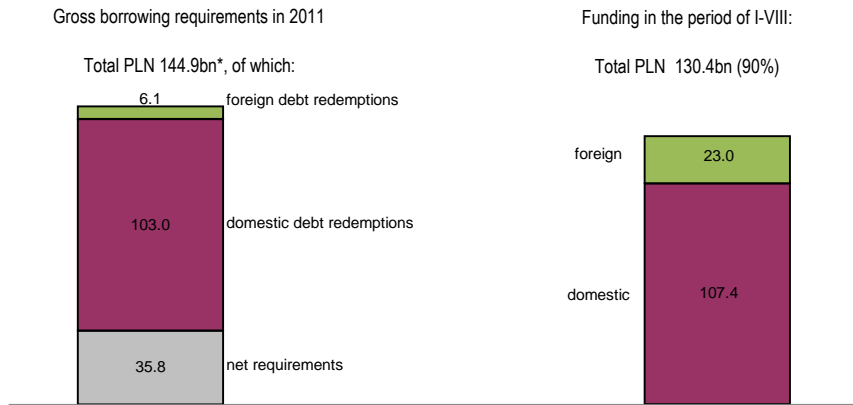 Gross borrowing requirements in 2011
Total PLN 144.9bn*, of which:
6.1 foreign debt redemptions
103.0 domestic debt redemptions
35.8 net requirements
Funding in the period of I-VIII:
Total PLN 130.4bn (90%)
foreign 23.0
domestic 107.4